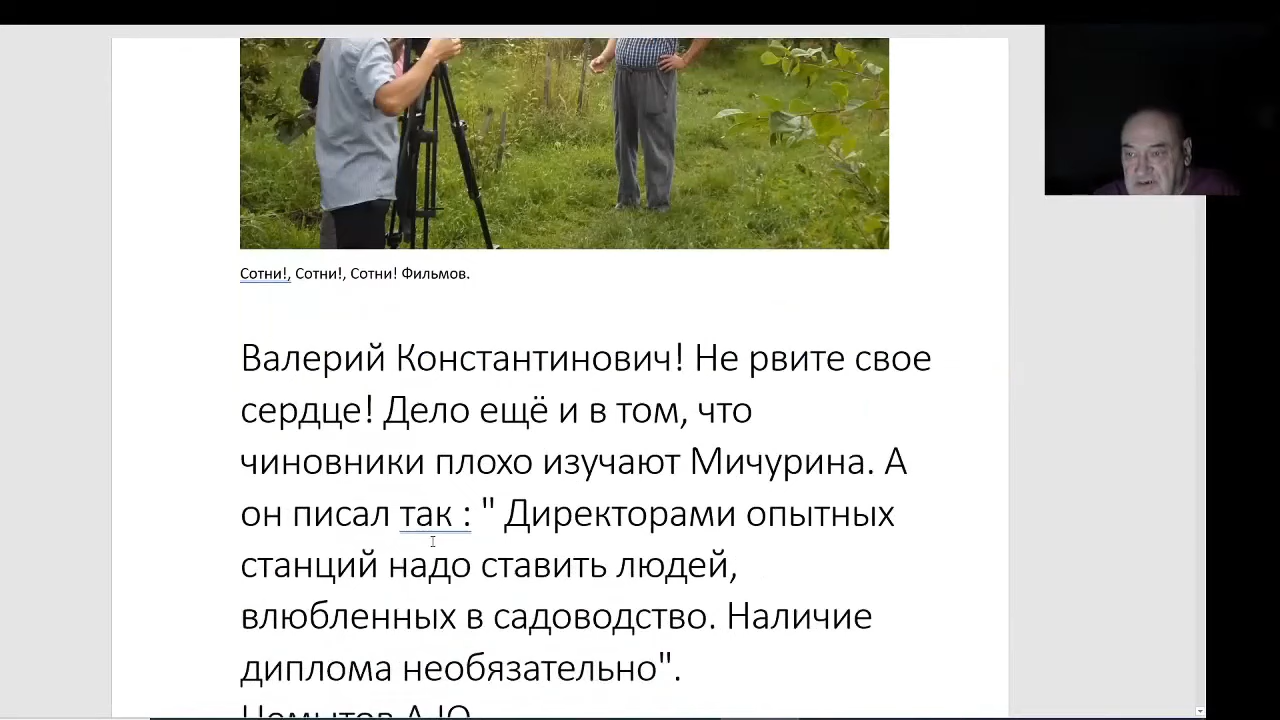 Сотни!, Сотни!, Сотни! Фильмов.
Валерий Константинович! Не рвите свое
сердце! Дело ещё и в том, что
чиновники плохо изучают Мичурина. А
он писал так : " Директорами опытных
станций надо ставить людей,
влюбленных в садоводство. Наличие
диплома необязательно".